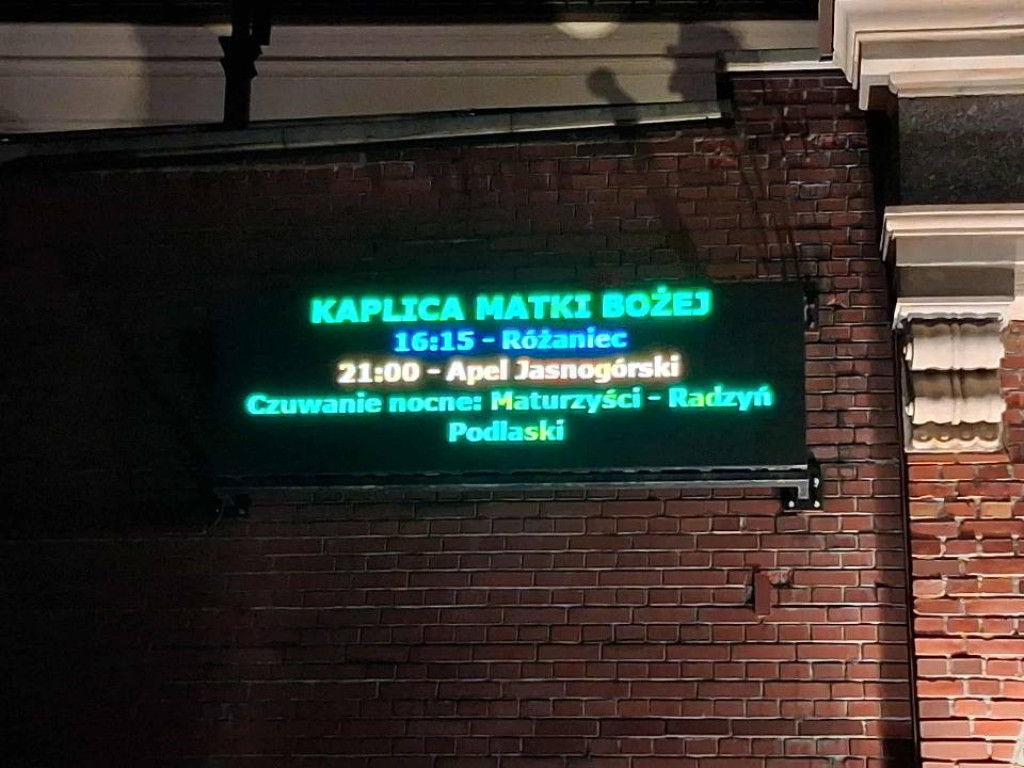 KAPLICA MATKI BOŻEJ
16:15 - Różaniec
21:00 - Apel Jasnogórski
Czuwanie nocne: Maturzyści - Radzyń
Podlaski